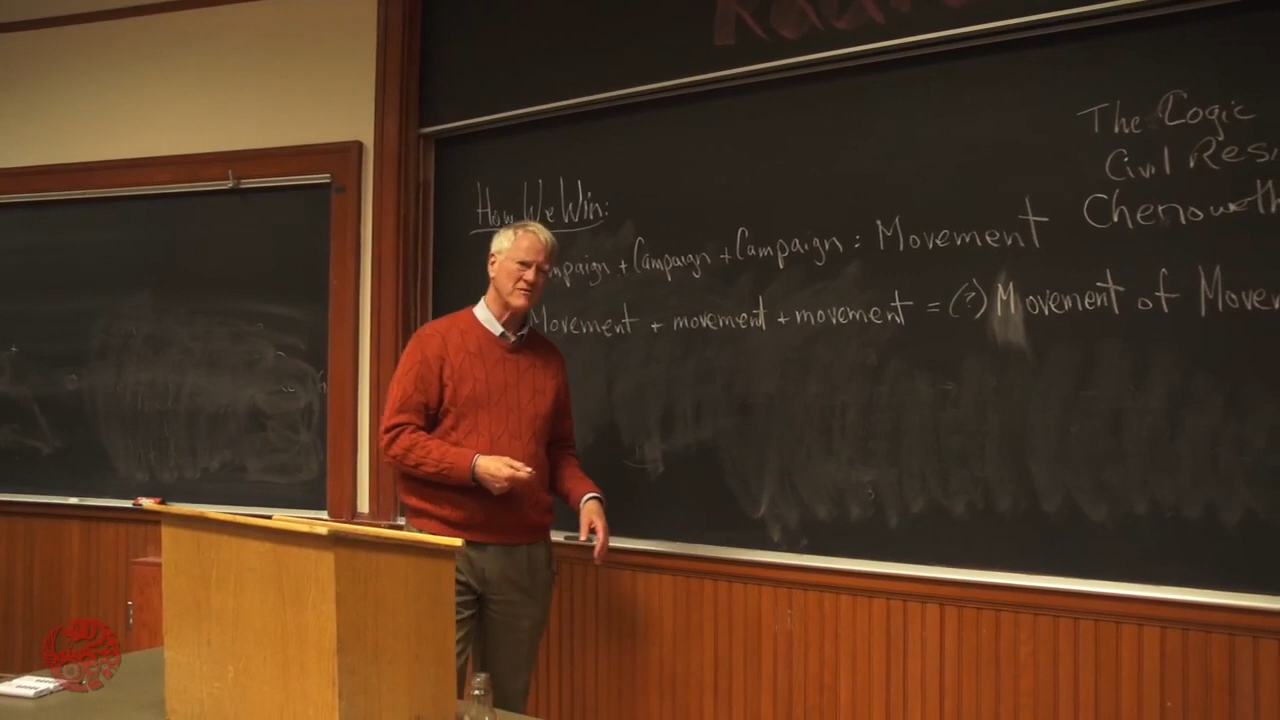 How We Win:
mpaign + Campaign + Campaign : Movement
Movement + movement + movement = (?) Movement of Move
The Logic
Civil Resi
Chenoweth